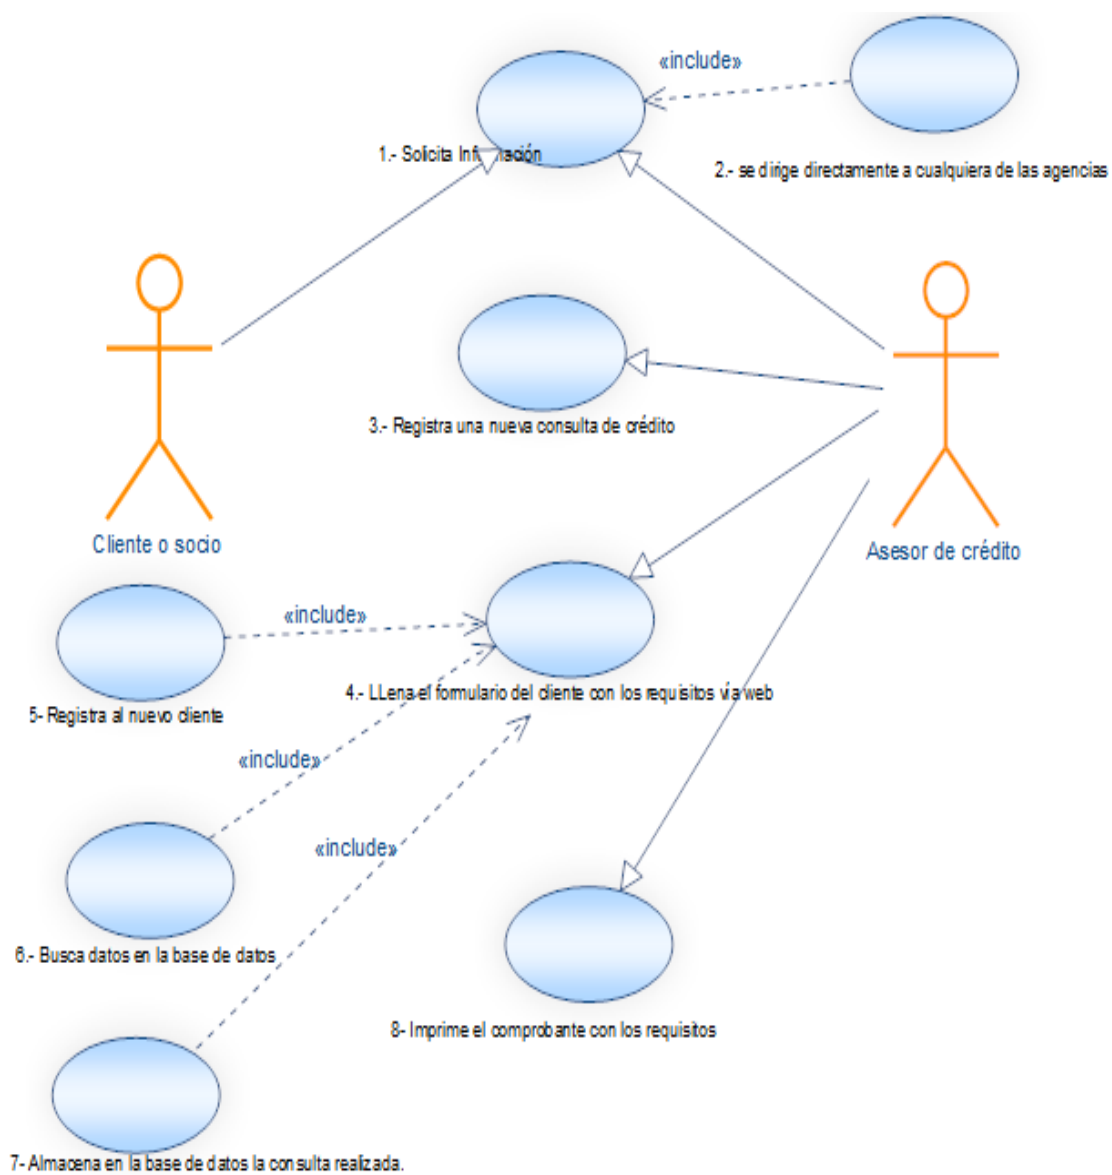 «include»
1.- Solicita Información
2.- se dirige directamente a cualquiera de las agencias
3.- Registra una nueva consulta de crédito
Cliente o socio
Asesor de crédito
«include»
4.- LLena el formulario del cliente con los requisitos vía web
5- Registra al nuevo cliente
«include»
«include»
6.- Busca datos en la base de datos
8- Imprime el comprobante con los requisitos
7- Almacena en la base de datos la consulta realizada.